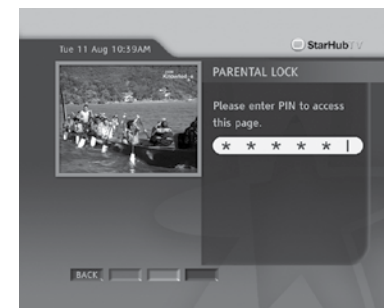 Tue 11 Aug 10:39AM
StarHub TV
PARENTAL LOCK
Please enter PIN to access
this page.
* * * * *
BACK